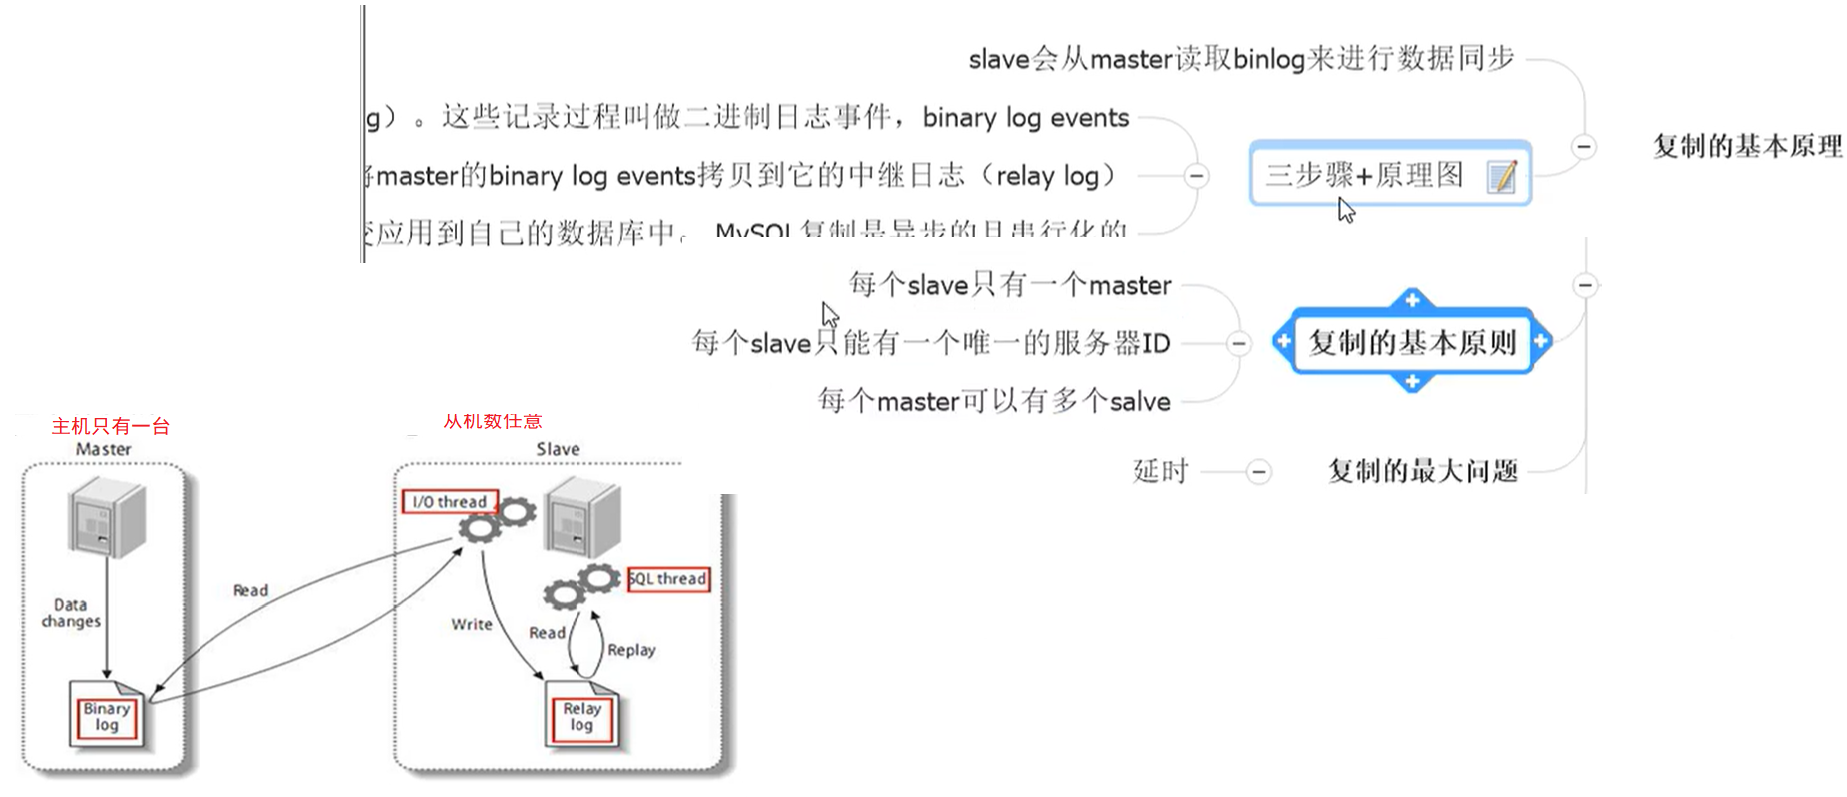 slave会从master读取binlog来进行数据同步
g）。这些记录过程叫做二进制日志事件，binary log events
master的binary log events拷贝到它的中继日志（relay log）
应用到自己的数据库中。 MySQL复制是异步的且串行化的
三步骤+原理图
复制的基本原理
每个slave只有一个master
每个slave只能有一个唯一的服务器ID
每个master可以有多个salve
复制的基本原则
延时
复制的最大问题
主机只有一台
从机数任意
Master
Slave
I/O thread
SQL thread
Data
changes
Read
Write
Read
Replay
Binary
log
Relay
log